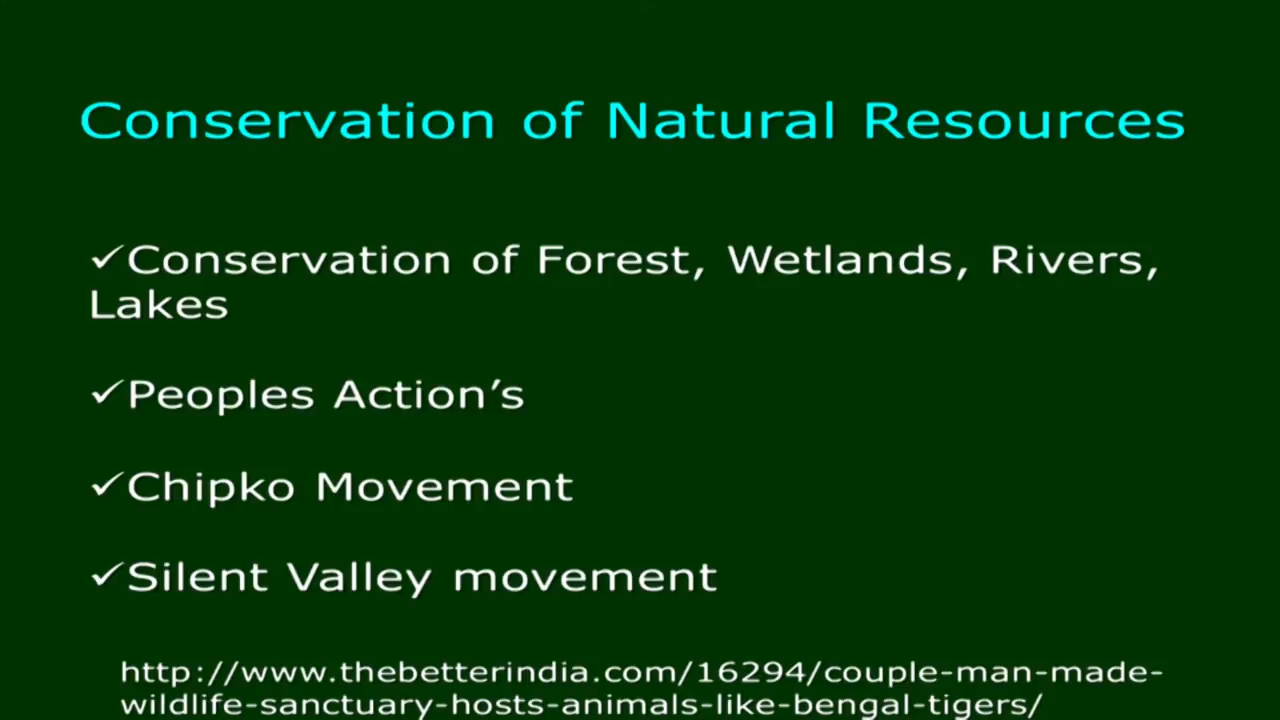 Conservation of Natural Resources
✓Conservation of Forest, Wetlands, Rivers,
Lakes
✓Peoples Action’s
✓Chipko Movement
✓Silent Valley movement
http://www.thebetterindia.com/16294/couple-man-made-
wildlife-sanctuary-hosts-animals-like-bengal-tigers/